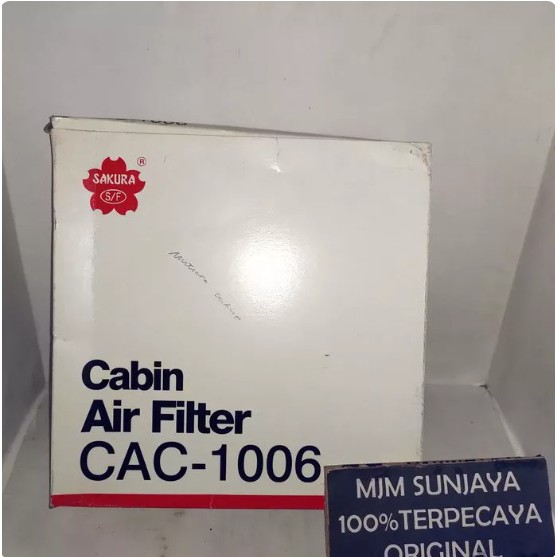 SAKURA
®
S/F
Cabin
Air Filter
CAC-1006
MJM SUNJAYA
100%TERPECAYA
ORIGINAL